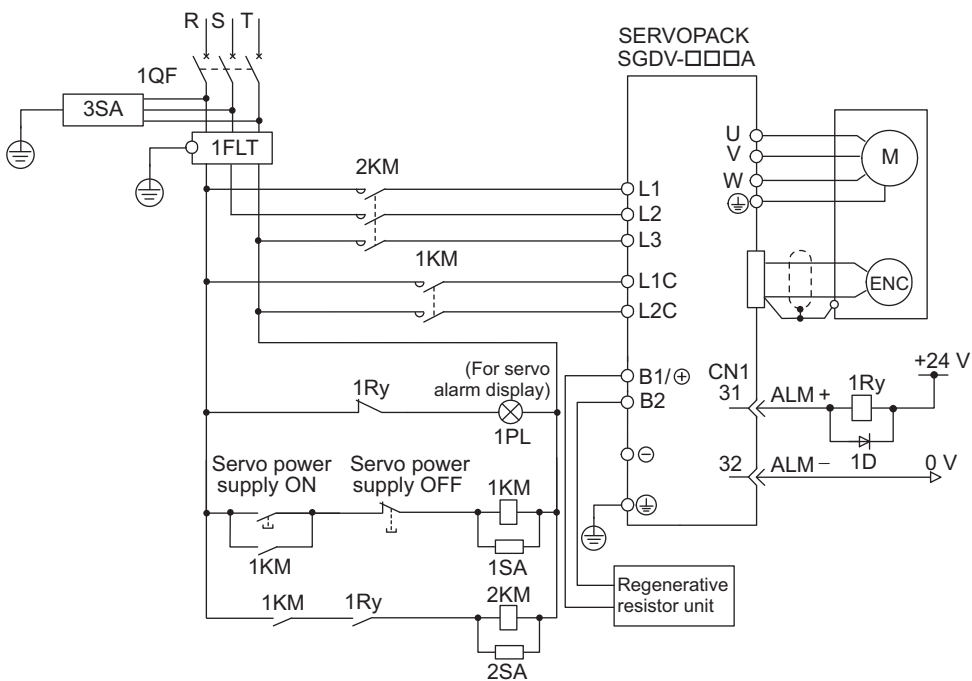 R S T
SERVOPACK
SGDV-□□□A
1QF
3SA
1FLT
2KM
1KM
L1
L2
L3
L1C
L2C
U
V
W
M
ENC
(For servo
alarm display)
1Ry
1PL
B1/⊕
B2
⊖
CN1
31
ALM +
1Ry
+24 V
1D
32
ALM −
0 V
Servo power
supply ON
Servo power
supply OFF
1KM
1KM
1SA
1KM
1Ry
2KM
2SA
Regenerative
resistor unit